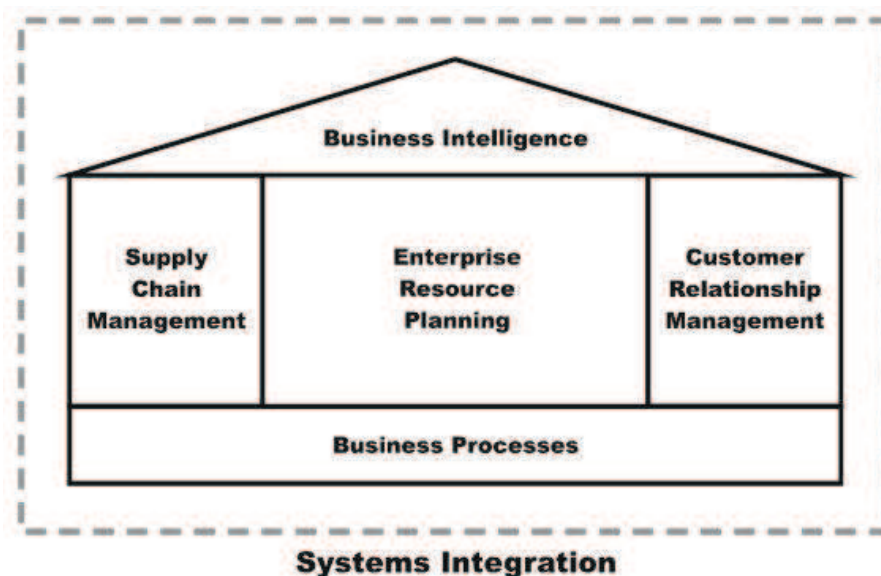 Business Intelligence
Supply
Chain
Management
Enterprise
Resource
Planning
Customer
Relationship
Management
Business Processes
Systems Integration